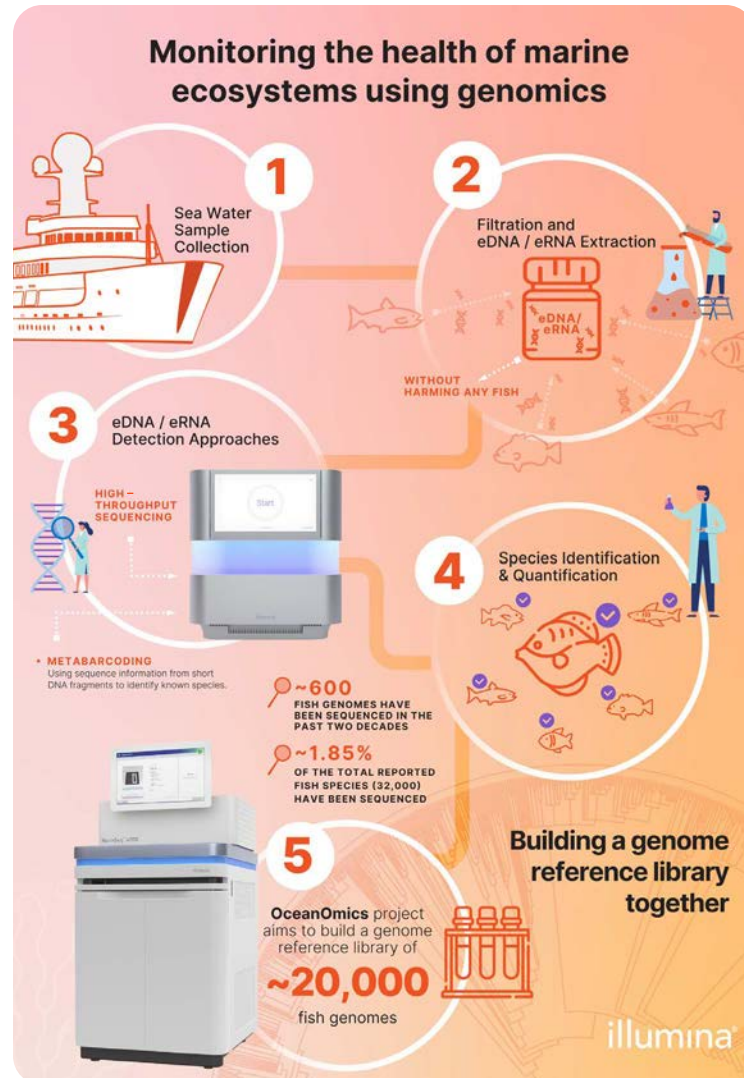 Monitoring the health of marine
ecosystems using genomics
1
Sea Water
Sample
Collection
2
Filtration and
eDNA / eRNA Extraction
eDNA/
eRNA
WITHOUT
HARMING ANY FISH
3
eDNA / eRNA
Detection Approaches
HIGH –
THROUGHPUT
SEQUENCING
Start
• METABARCODING
Using sequence information from short
DNA fragments to identify known species.
4
Species Identification
& Quantification
~600
FISH GENOMES HAVE
BEEN SEQUENCED IN THE
PAST TWO DECADES
~1.85%
OF THE TOTAL REPORTED
FISH SPECIES (32,000)
HAVE BEEN SEQUENCED
5
OceanOmics project
aims to build a genome
reference library of
~20,000
fish genomes
Building a genome
reference library
together
illumina®